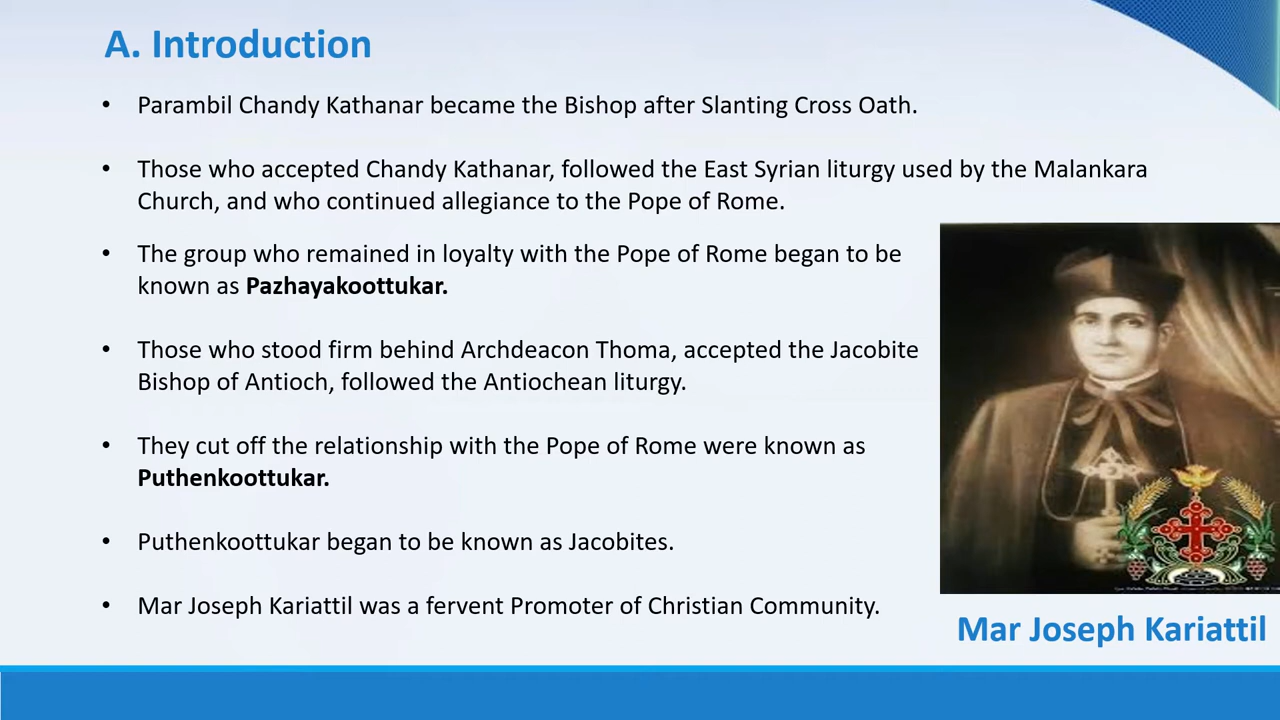 A. Introduction
• Parambil Chandy Kathanar became the Bishop after Slanting Cross Oath.
• Those who accepted Chandy Kathanar, followed the East Syrian liturgy used by the Malankara
Church, and who continued allegiance to the Pope of Rome.
• The group who remained in loyalty with the Pope of Rome began to be
known as Pazhayakoottukar.
• Those who stood firm behind Archdeacon Thoma, accepted the Jacobite
Bishop of Antioch, followed the Antiochean liturgy.
• They cut off the relationship with the Pope of Rome were known as
Puthenkoottukar.
• Puthenkoottukar began to be known as Jacobites.
• Mar Joseph Kariattil was a fervent Promoter of Christian Community.
Mar Joseph Kariattil